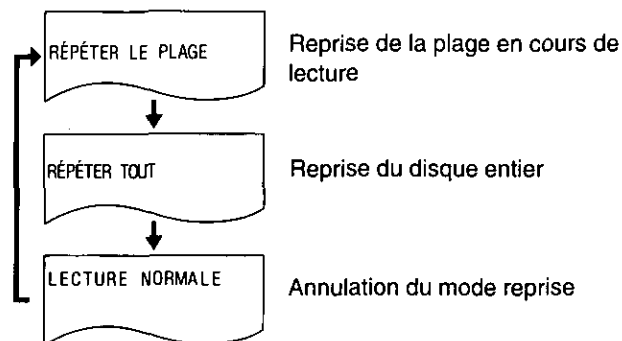 RÉPÉTER LE PLAGE
Reprise de la plage en cours de
lecture
RÉPÉTER TOUT
Reprise du disque entier
LECTURE NORMALE
Annulation du mode reprise